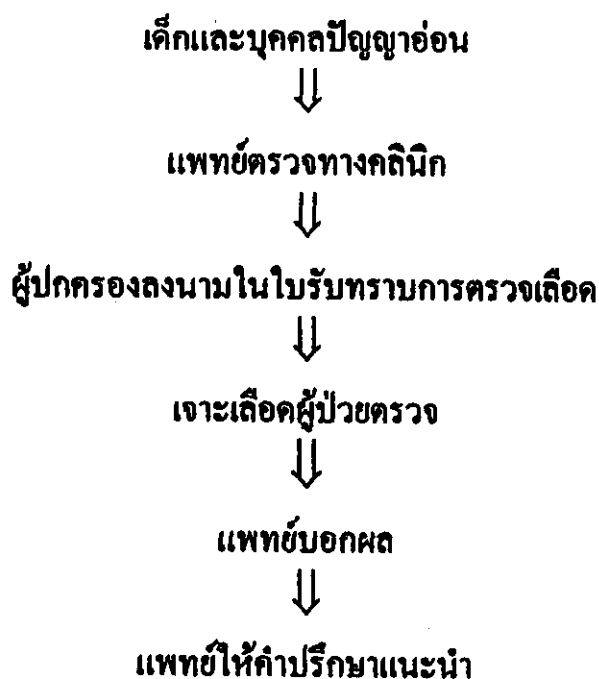 เด็กและบุคคลปัญญาอ่อน
แพทย์ตรวจทางคลินิก
ผู้ปกครองลงนามในใบรับทราบการตรวจเลือด
เจาะเลือดผู้ป่วยตรวจ
แพทย์บอกผล
แพทย์ให้คำปรึกษาแนะนำ